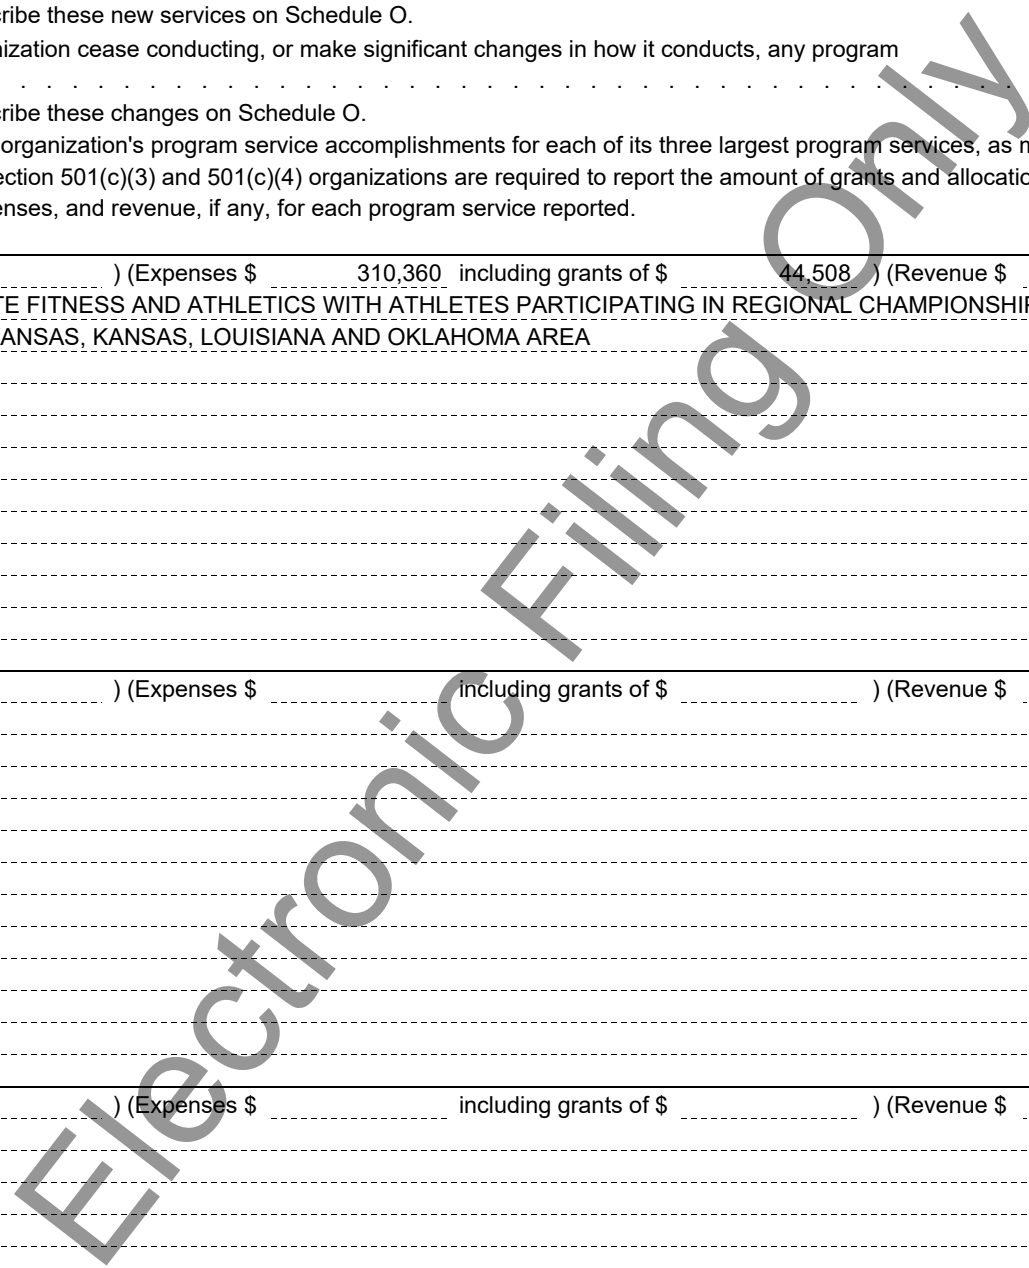 cribe these new services on Schedule O.
nization cease conducting, or make significant changes in how it conducts, any program
. . . . . . . . . . . . . . . . . . . . . . . . . . . . . . . . . . . . . . .
cribe these changes on Schedule O.
organization's program service accomplishments for each of its three largest program services, as m
ection 501(c)(3) and 501(c)(4) organizations are required to report the amount of grants and allocatio
enses, and revenue, if any, for each program service reported.
) (Expenses $ 310,360 including grants of $ 44,508 ) (Revenue $
TE FITNESS AND ATHLETICS WITH ATHLETES PARTICIPATING IN REGIONAL CHAMPIONSHIP
ANSAS, KANSAS, LOUISIANA AND OKLAHOMA AREA
) (Expenses $ including grants of $ ) (Revenue $
) (Expenses $ including grants of $ ) (Revenue $
Electronic Filing Only